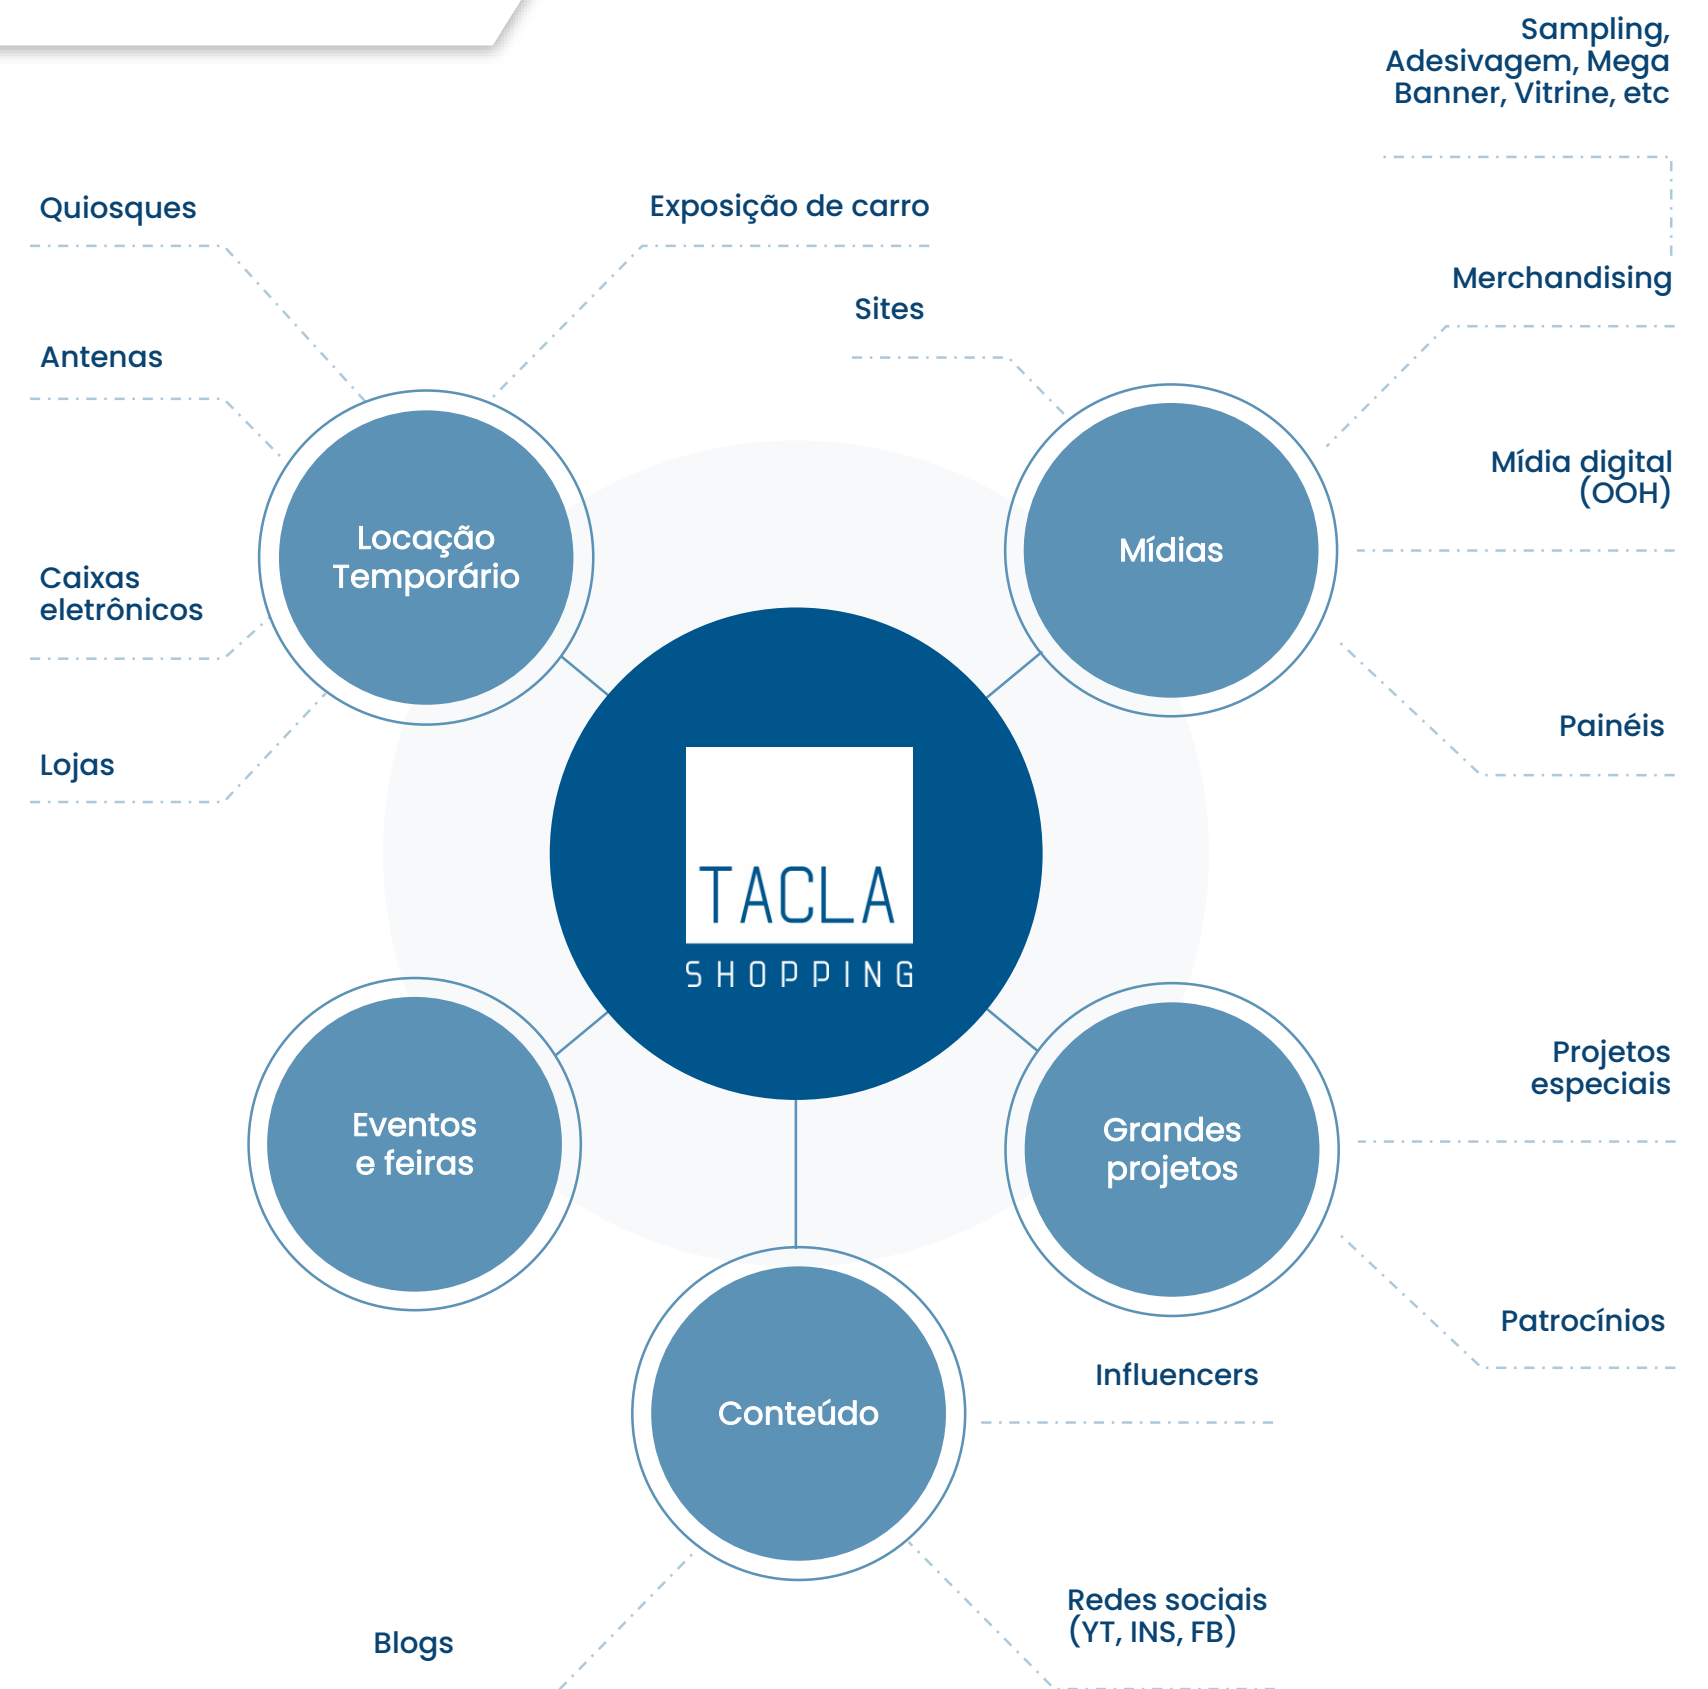 Sampling,
Adesivagem, Mega
Banner, Vitrine, etc
Quiosques
Exposição de carro
Merchandising
Sites
Antenas
Mídia digital
(OOH)
Locação
Temporário
Mídias
Caixas
eletrônicos
Painéis
Lojas
TACLA
SHOPPING
Projetos
especiais
Eventos
e feiras
Grandes
projetos
Patrocínios
Influencers
Conteúdo
Redes sociais
(YT, INS, FB)
Blogs